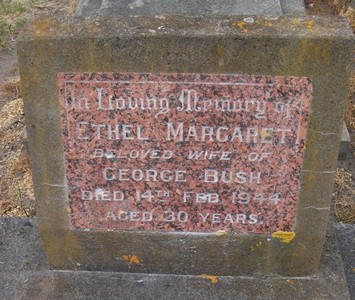 In Loving Memory of
ETHEL MARGARET
BELOVED WIFE OF
GEORGE BUSH
DIED 14TH FEB. 1944
AGED 30 YEARS.